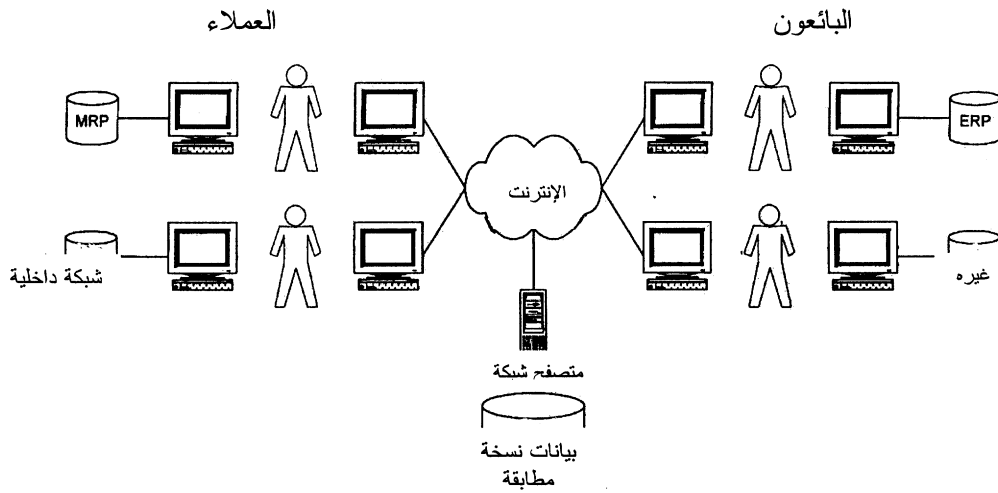 البائعون
العملاء
MRP
ERP
الإنترنت
شبكة داخلية
غيره
متصفح شبكة
بيانات نسخة
مطابقة